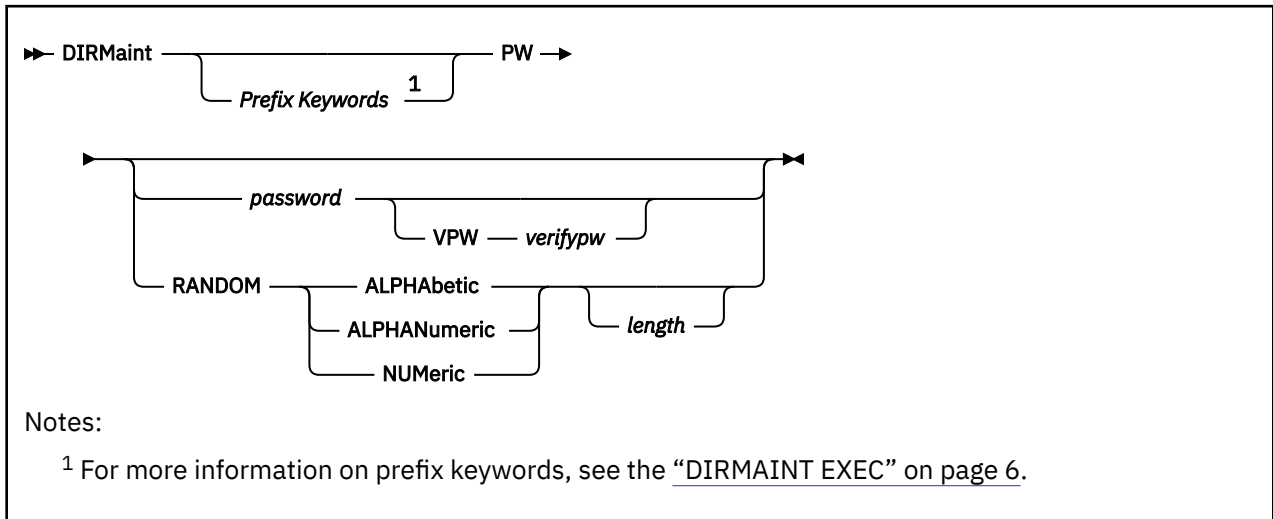 DIRMaint PW
Prefix Keywords 1
password
VPW verifypw
RANDOM ALPHAbetic
ALPHANumeric length
NUMeric
Notes:
1 For more information on prefix keywords, see the “DIRMAINT EXEC” on page 6.